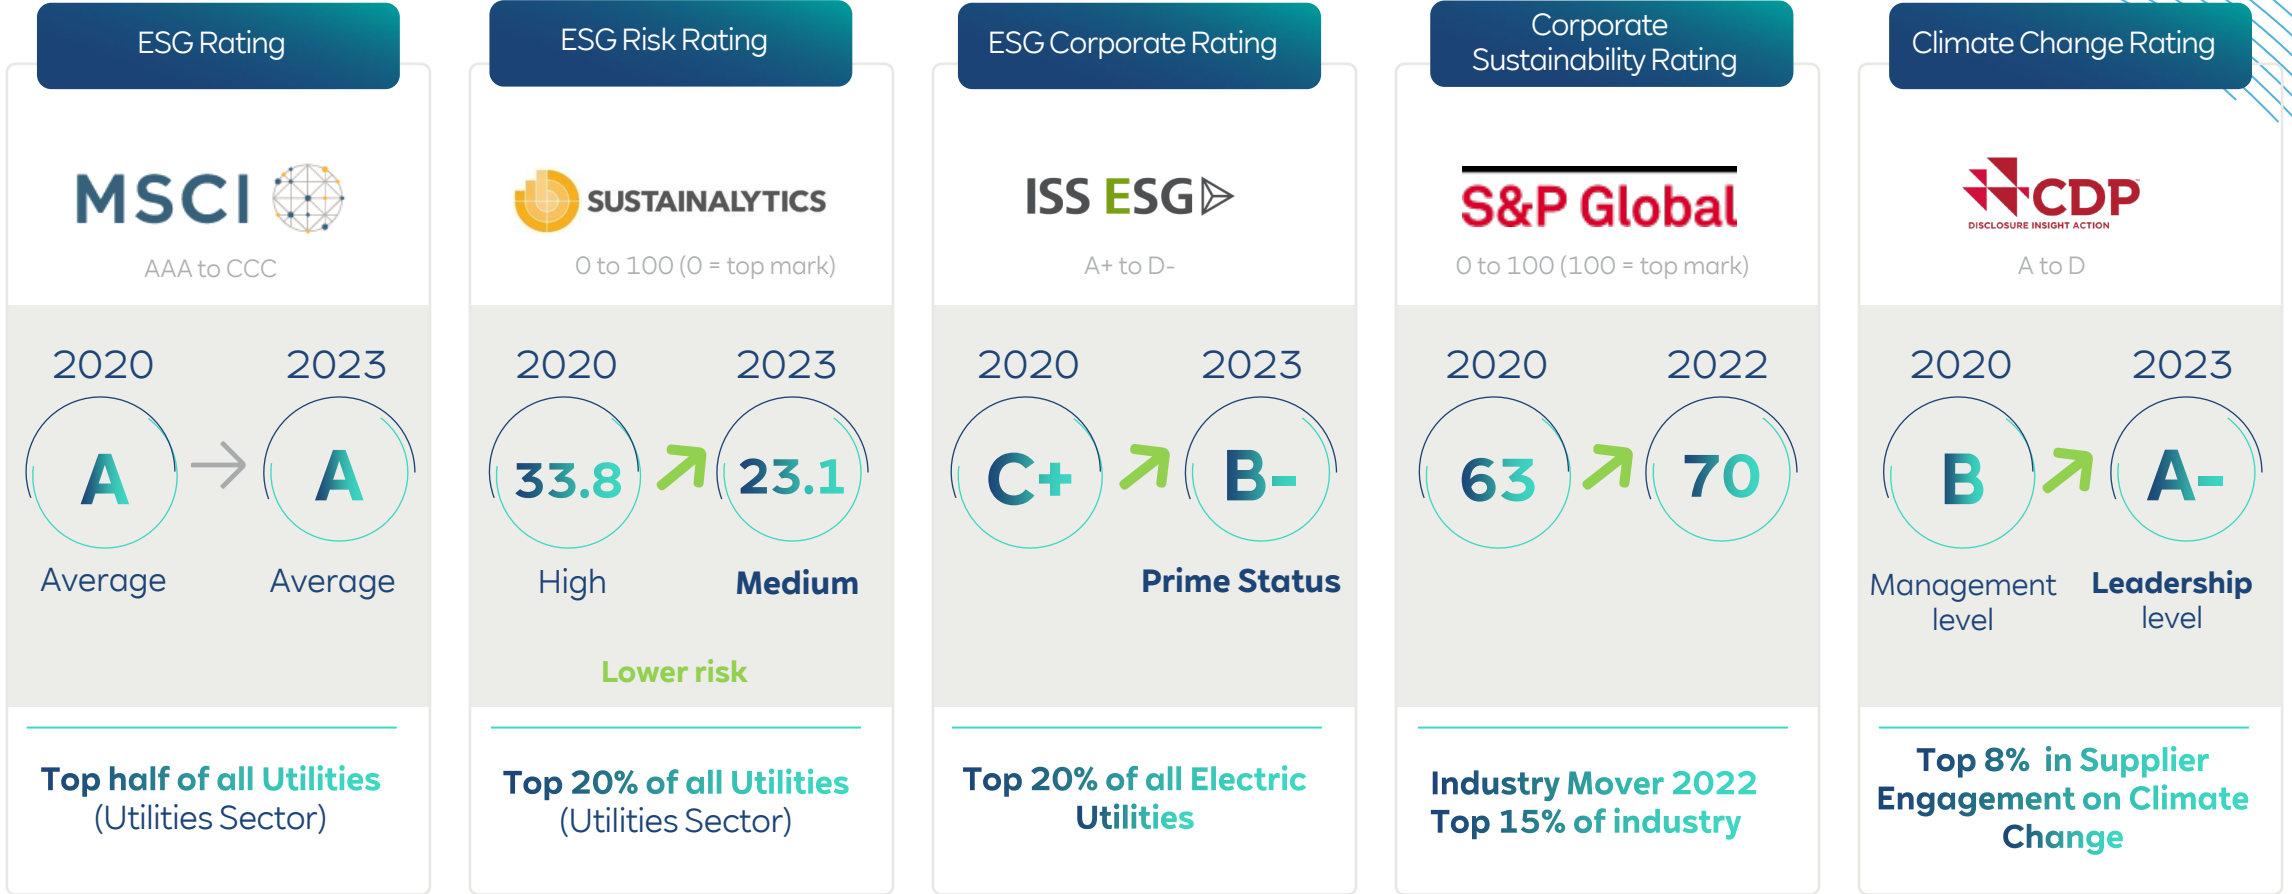 ESG Rating
MSCI
AAA to CCC
2020
2023
A
A
Average
Average
Top half of all Utilities
(Utilities Sector)
ESG Risk Rating
SUSTAINALYTICS
0 to 100 (0 = top mark)
2020
2023
33.8
23.1
High
Medium
Lower risk
Top 20% of all Utilities
(Utilities Sector)
ESG Corporate Rating
ISS ESG
A+ to D-
2020
2023
C+
B-
Prime Status
Top 20% of all Electric
Utilities
Corporate
Sustainability Rating
S&P Global
0 to 100 (100 = top mark)
2020
2022
63
70
Industry Mover 2022
Top 15% of industry
Climate Change Rating
CDP
DISCLOSURE INSIGHT ACTION
A to D
2020
2023
B
A-
Management
level
Leadership
level
Top 8% in Supplier
Engagement on Climate
Change